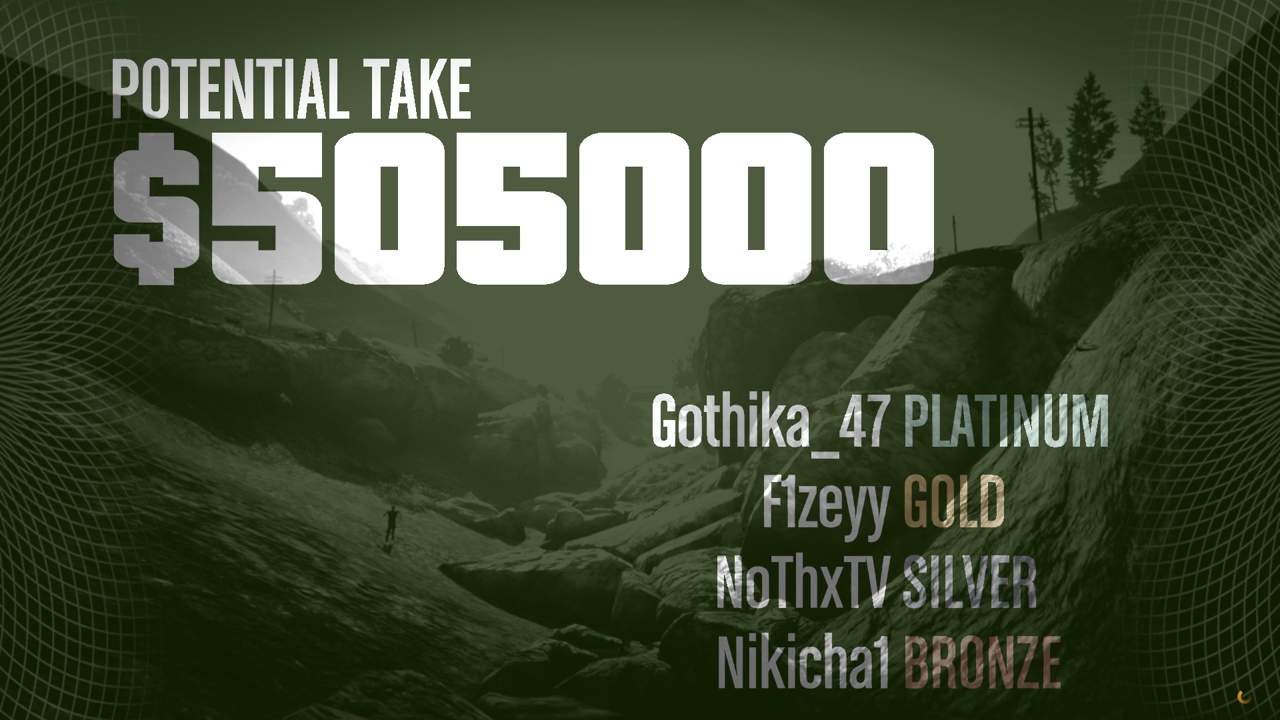 POTENTIAL TAKE
$505000
Gothika_47 PLATINUM
F1zeyy GOLD
NoThxTV SILVER
Nikicha1 BRONZE